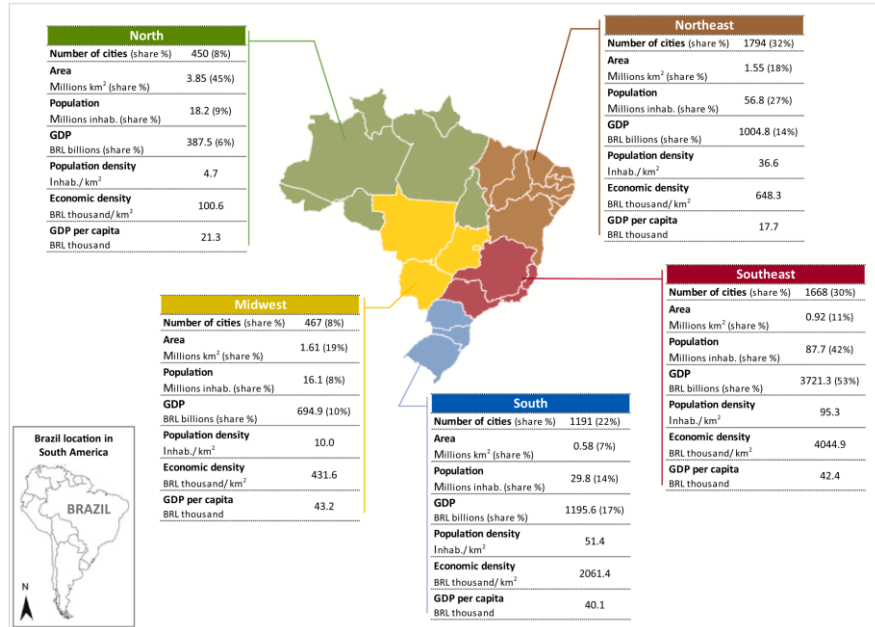 North
Number of cities (share %) 450 (8%)
Area
Millions km² (share %) 3.85 (45%)
Population
Millions inhab. (share %) 18.2 (9%)
GDP
BRL billions (share %) 387.5 (6%)
Population density
Inhab./ km² 4.7
Economic density
BRL thousand/ km² 100.6
GDP per capita
BRL thousand 21.3
Northeast
Number of cities (share %) 1794 (32%)
Area
Millions km² (share %) 1.55 (18%)
Population
Millions inhab. (share %) 56.8 (27%)
GDP
BRL billions (share %) 1004.8 (14%)
Population density
Inhab./ km² 36.6
Economic density
BRL thousand/ km² 648.3
GDP per capita
BRL thousand 17.7
Southeast
Number of cities (share %) 1668 (30%)
Area
Millions km² (share %) 0.92 (11%)
Population
Millions inhab. (share %) 87.7 (42%)
GDP
BRL billions (share %) 3721.3 (53%)
Population density
Inhab./ km² 95.3
Economic density
BRL thousand/ km² 4044.9
GDP per capita
BRL thousand 42.4
Midwest
Number of cities (share %) 467 (8%)
Area
Millions km² (share %) 1.61 (19%)
Population
Millions inhab. (share %) 16.1 (8%)
GDP
BRL billions (share %) 694.9 (10%)
Population density
Inhab./ km² 10.0
Economic density
BRL thousand/ km² 431.6
GDP per capita
BRL thousand 43.2
South
Number of cities (share %) 1191 (22%)
Area
Millions km² (share %) 0.58 (7%)
Population
Millions inhab. (share %) 29.8 (14%)
GDP
BRL billions (share %) 1195.6 (17%)
Population density
Inhab./ km² 51.4
Economic density
BRL thousand/ km² 2061.4
GDP per capita
BRL thousand 40.1
Brazil location in
South America
BRAZIL
N